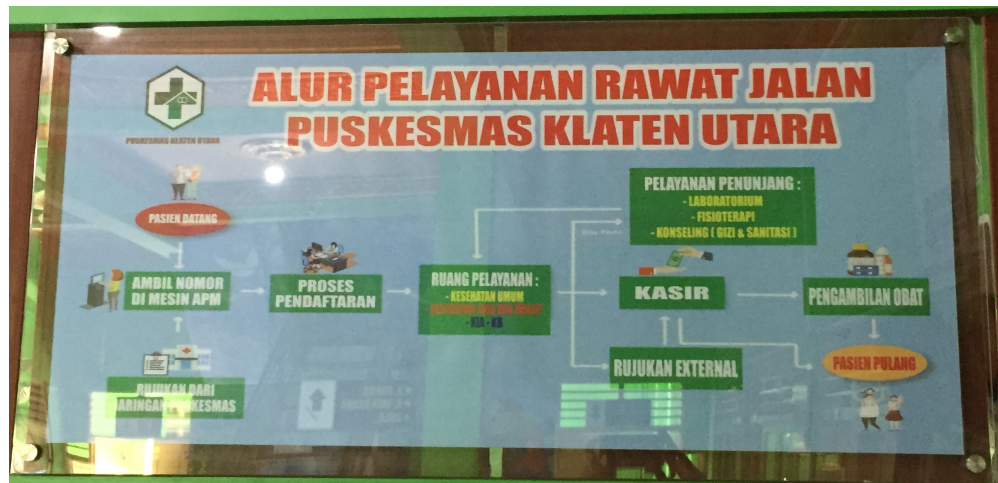 ALUR PELAYANAN RAWAT JALAN
PUSKESMAS KLATEN UTARA
PUSKESMAS KLATEN UTARA
PASIEN DATANG
AMBIL NOMOR
DI MESIN APM
PROSES
PENDAFTARAN
RUANG PELAYANAN :
- KESEHATAN UMUM
- KIA - KB
PELAYANAN PENUNJANG :
- LABORATORIUM
- FISIOTERAPI
- KONSELING ( GIZI & SANITASI )
Bila Perlu
KASIR
PENGAMBILAN OBAT
RUJUKAN EXTERNAL
PASIEN PULANG
RUJUKAN DARI
JARINGAN PUSKESMAS